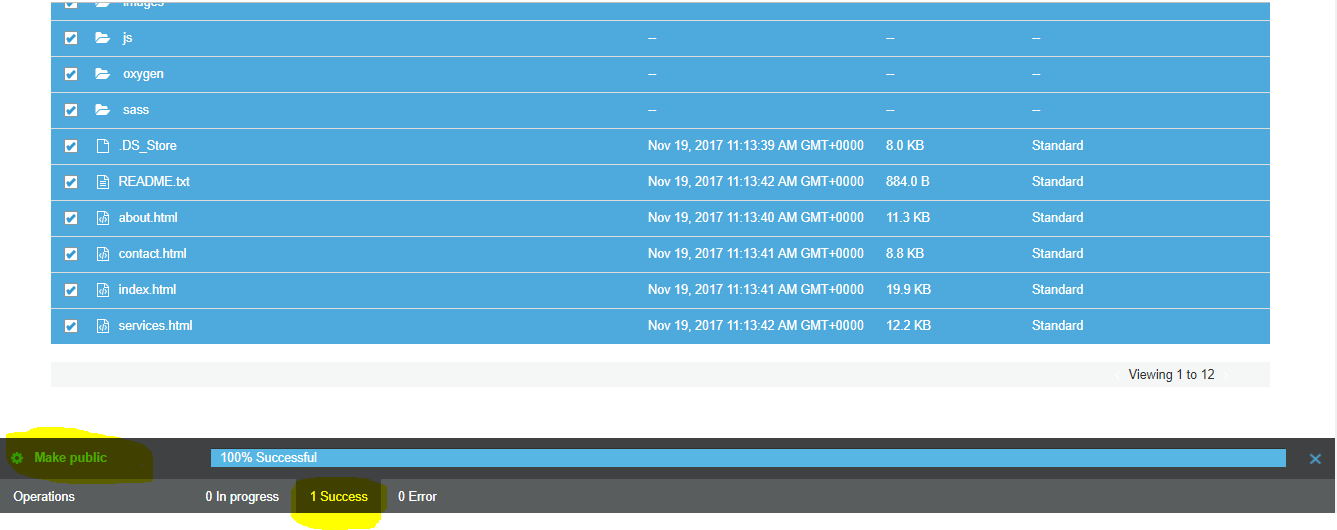 images
js -- -- --
oxygen -- -- --
sass -- -- --
.DS_Store Nov 19, 2017 11:13:39 AM GMT+0000 8.0 KB Standard
README.txt Nov 19, 2017 11:13:42 AM GMT+0000 884.0 B Standard
about.html Nov 19, 2017 11:13:40 AM GMT+0000 11.3 KB Standard
contact.html Nov 19, 2017 11:13:41 AM GMT+0000 8.8 KB Standard
index.html Nov 19, 2017 11:13:41 AM GMT+0000 19.9 KB Standard
services.html Nov 19, 2017 11:13:42 AM GMT+0000 12.2 KB Standard
Viewing 1 to 12
Make public 100% Successful
Operations 0 In progress 1 Success 0 Error